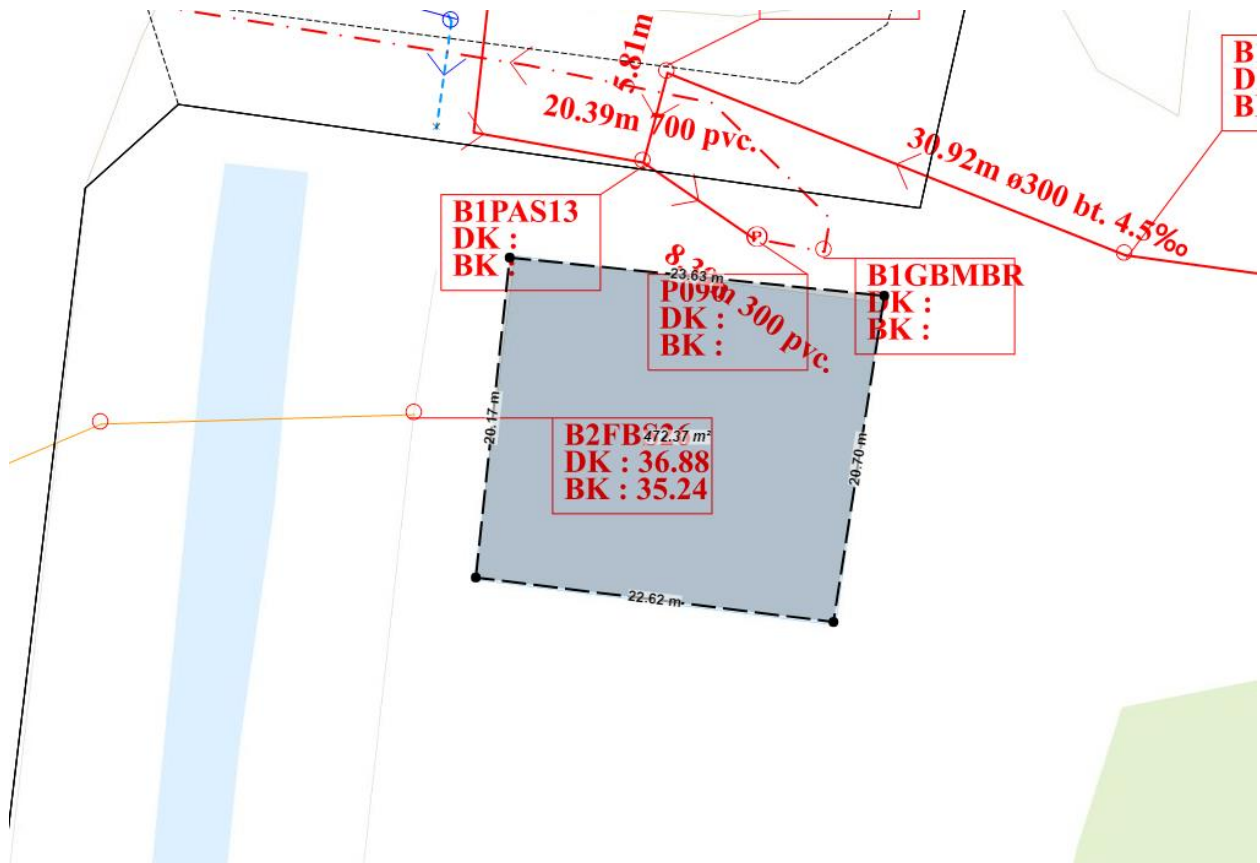 5.81m
20.39m 700 pvc.
30.92m ø300 bt. 4.5‰
B
D
B
B1PAS13
DK :
BK :
23.63 m
P090
DK :
BK :
300 pvc.
B1GBMBR
DK :
BK :
20.17 m
B2FBS26
472.37 m²
DK : 36.88
BK : 35.24
20.70 m
22.62 m